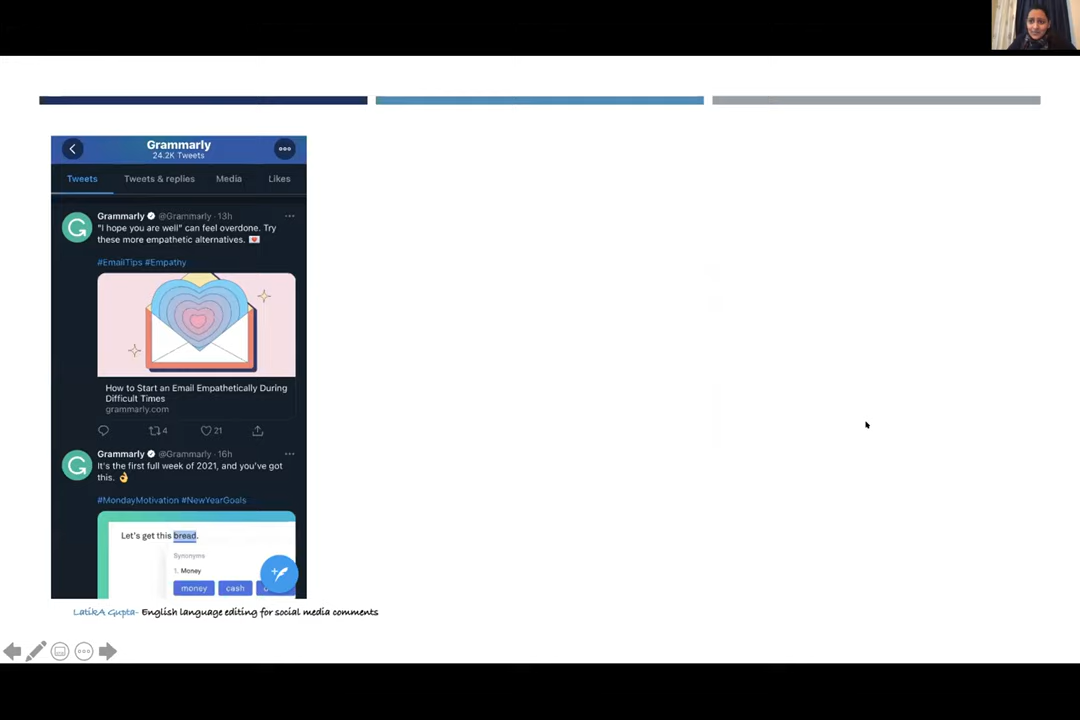 Grammarly
24.2K Tweets
Tweets Tweets & replies Media Likes
Grammarly @Grammarly · 13h
"I hope you are well" can feel overdone. Try
these more empathetic alternatives. 💌
#EmailTips #Empathy
How to Start an Email Empathetically During
Difficult Times
grammarly.com
4 21
Grammarly @Grammarly · 16h
It's the first full week of 2021, and you've got
this. 👌
#MondayMotivation #NewYearGoals
Let's get this bread.
Synonyms
1. Money
money cash
LatikA Gupta- English language editing for social media comments